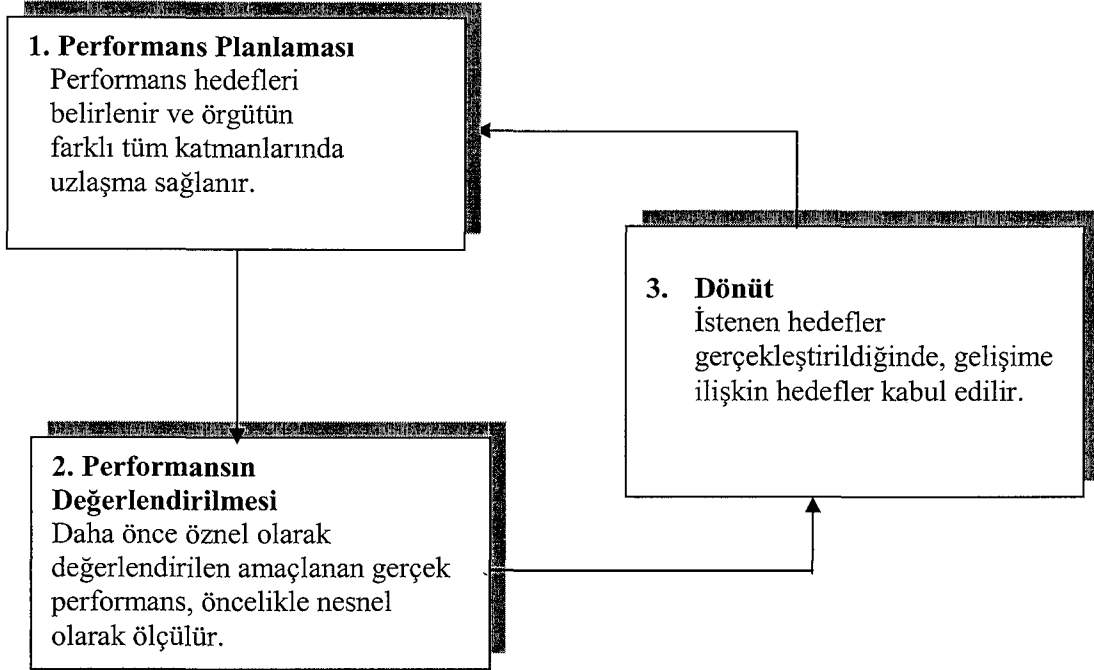 1. Performans Planlaması
Performans hedefleri
belirlenir ve örgütün
farklı tüm katmanlarında
uzlaşma sağlanır.
2. Performansın
Değerlendirilmesi
Daha önce öznel olarak
değerlendirilen amaçlanan gerçek
performans, öncelikle nesnel
olarak ölçülür.
3. Dönüt
İstenen hedefler
gerçekleştirildiğinde, gelişime
ilişkin hedefler kabul edilir.